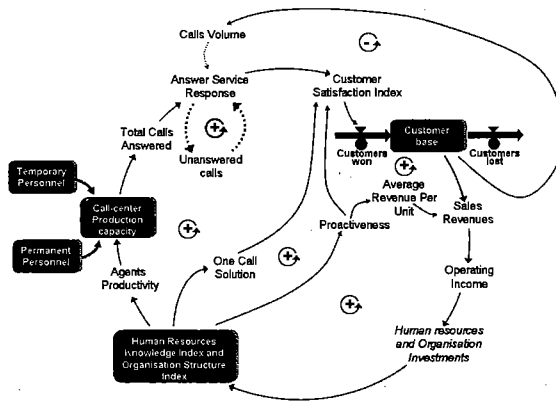 Calls Volume
Answer Service
Response
Customer
Satisfaction Index
Total Calls
Answered
Unanswered
calls
Customers
won
Customer
base
Customers
lost
Temporary
Personnel
Call-center
Production
capacity
Permanent
Personnel
Average
Revenue Per
Unit
Sales
Revenues
Proactiveness
One Call
Solution
Agents
Productivity
Operating
Income
Human resources
and Organisation
Investments
Human Resources
Knowledge Index and
Organisation Structure
Index